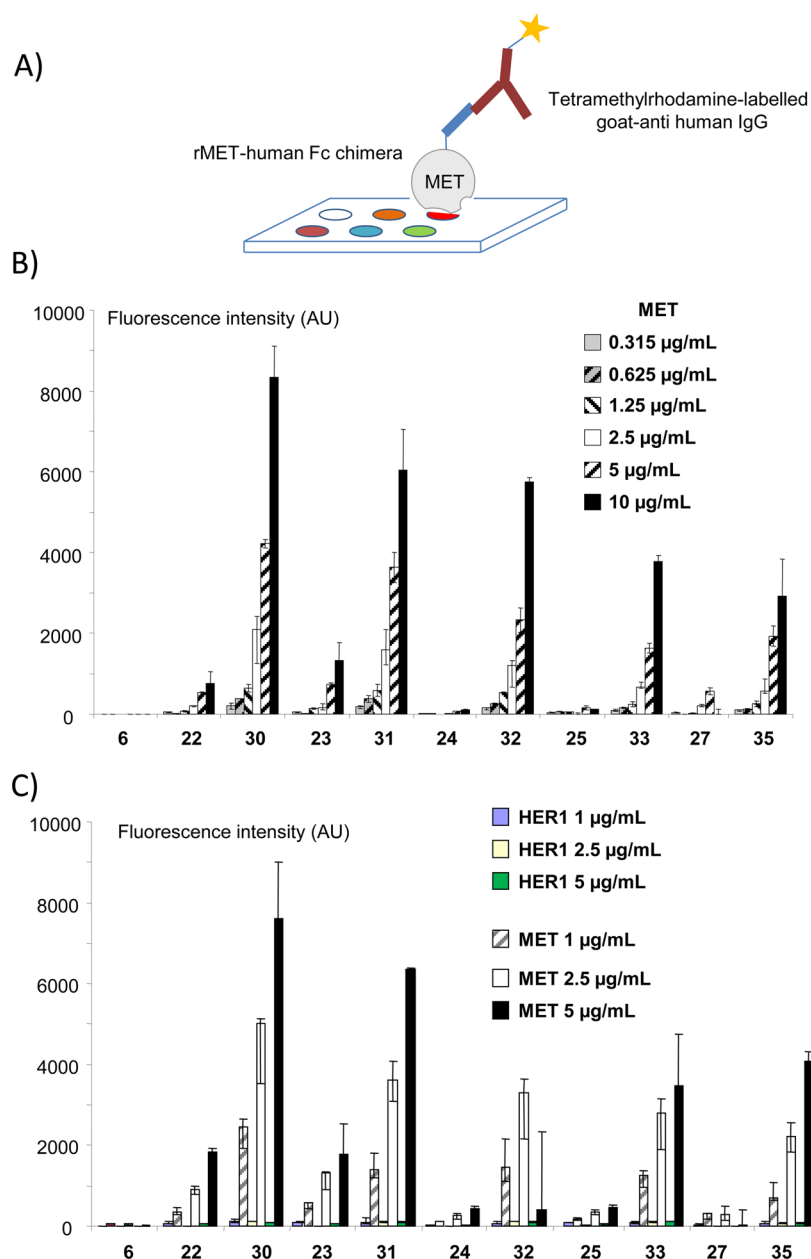 A)
Tetramethylrhodamine-labelled
goat-anti human IgG
rMET-human Fc chimera
MET
B)
Fluorescence intensity (AU)
MET
0.315 µg/mL
0.625 µg/mL
1.25 µg/mL
2.5 µg/mL
5 µg/mL
10 µg/mL
10000
8000
6000
4000
2000
0
6 22 30 23 31 24 32 25 33 27 35
C)
Fluorescence intensity (AU)
HER1 1 µg/mL
HER1 2.5 µg/mL
HER1 5 µg/mL
MET 1 µg/mL
MET 2.5 µg/mL
MET 5 µg/mL
10000
8000
6000
4000
2000
0
6 22 30 23 31 24 32 25 33 27 35